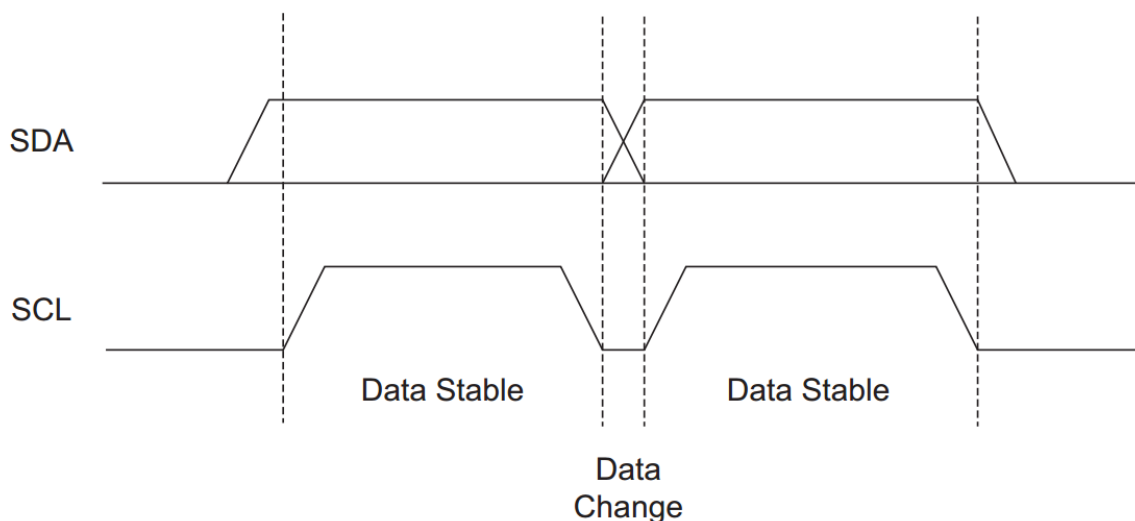 SDA
SCL
Data Stable
Data Stable
Data
Change